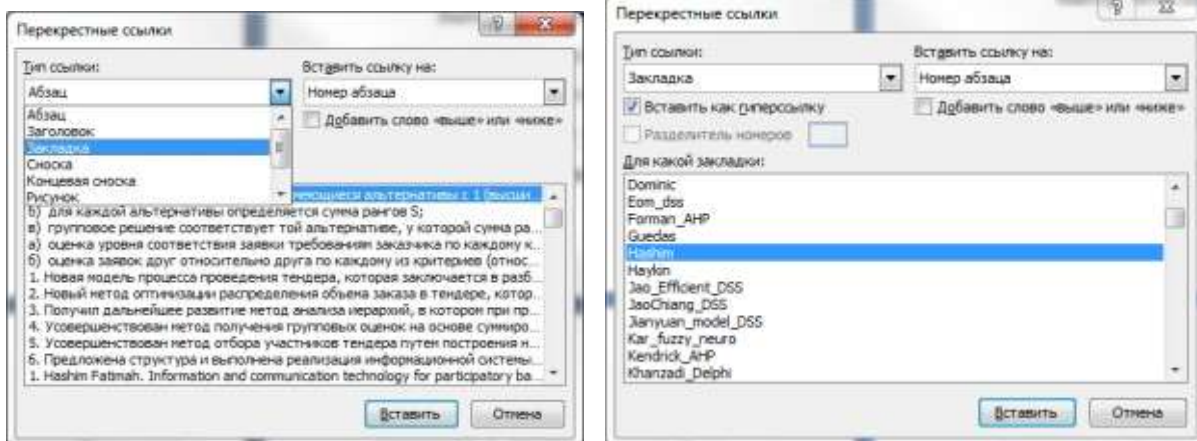 Перекрестные ссылки
Тип ссылки:
Вставить ссылку на:
Абзац
Номер абзаца
Добавить слово «выше» или «ниже»
Абзац
Заголовок
Закладка
Сноска
Концевая сноска
Рисунок
альтернативы с 1 (высши
б) для каждой альтернативы определяется сумма рангов S;
в) групповое решение соответствует той альтернативе, у которой сумма ра...
а) оценка уровня соответствия заявки требованиям заказчика по каждому к...
б) оценка заявок друг относительно друга по каждому из критериев (относ...
1. Новая модель процесса проведения тендера, которая заключается в разб...
2. Новый метод оптимизации распределения объема заказа в тендере, котор...
3. Получил дальнейшее развитие метод анализа иерархий, в котором при пр...
4. Усовершенствован метод получения групповых оценок на основе суммиро...
5. Усовершенствован метод отбора участников тендера путем построения н...
6. Предложена структура и выполнена реализация информационной системы...
1. Hashim Fatimah. Information and communication technology for participatory ba...
Вставить
Отмена
Перекрестные ссылки
Тип ссылки:
Вставить ссылку на:
Закладка
Номер абзаца
Вставить как гиперссылку
Добавить слово «выше» или «ниже»
Разделитель номеров
Для какой закладки:
Dominic
Eom_dss
Forman_AHP
Guedas
Hashim
Haykin
Jao_Efficient_DSS
JaoChiang_DSS
Jianyuan_model_DSS
Kar_fuzzy_neuro
Kendrick_AHP
Khanzadi_Delphi
Вставить
Отмена